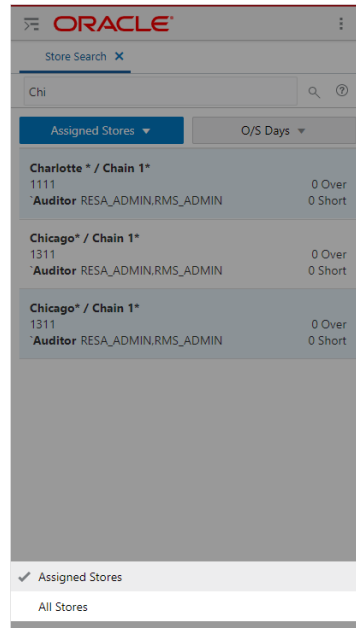 ORACLE
Store Search
Chi
Assigned Stores
O/S Days
Charlotte * / Chain 1*
1111
0 Over
`Auditor RESA_ADMIN,RMS_ADMIN
0 Short
Chicago* / Chain 1*
1311
0 Over
`Auditor RESA_ADMIN,RMS_ADMIN
0 Short
Chicago* / Chain 1*
1311
0 Over
`Auditor RESA_ADMIN,RMS_ADMIN
0 Short
Assigned Stores
All Stores